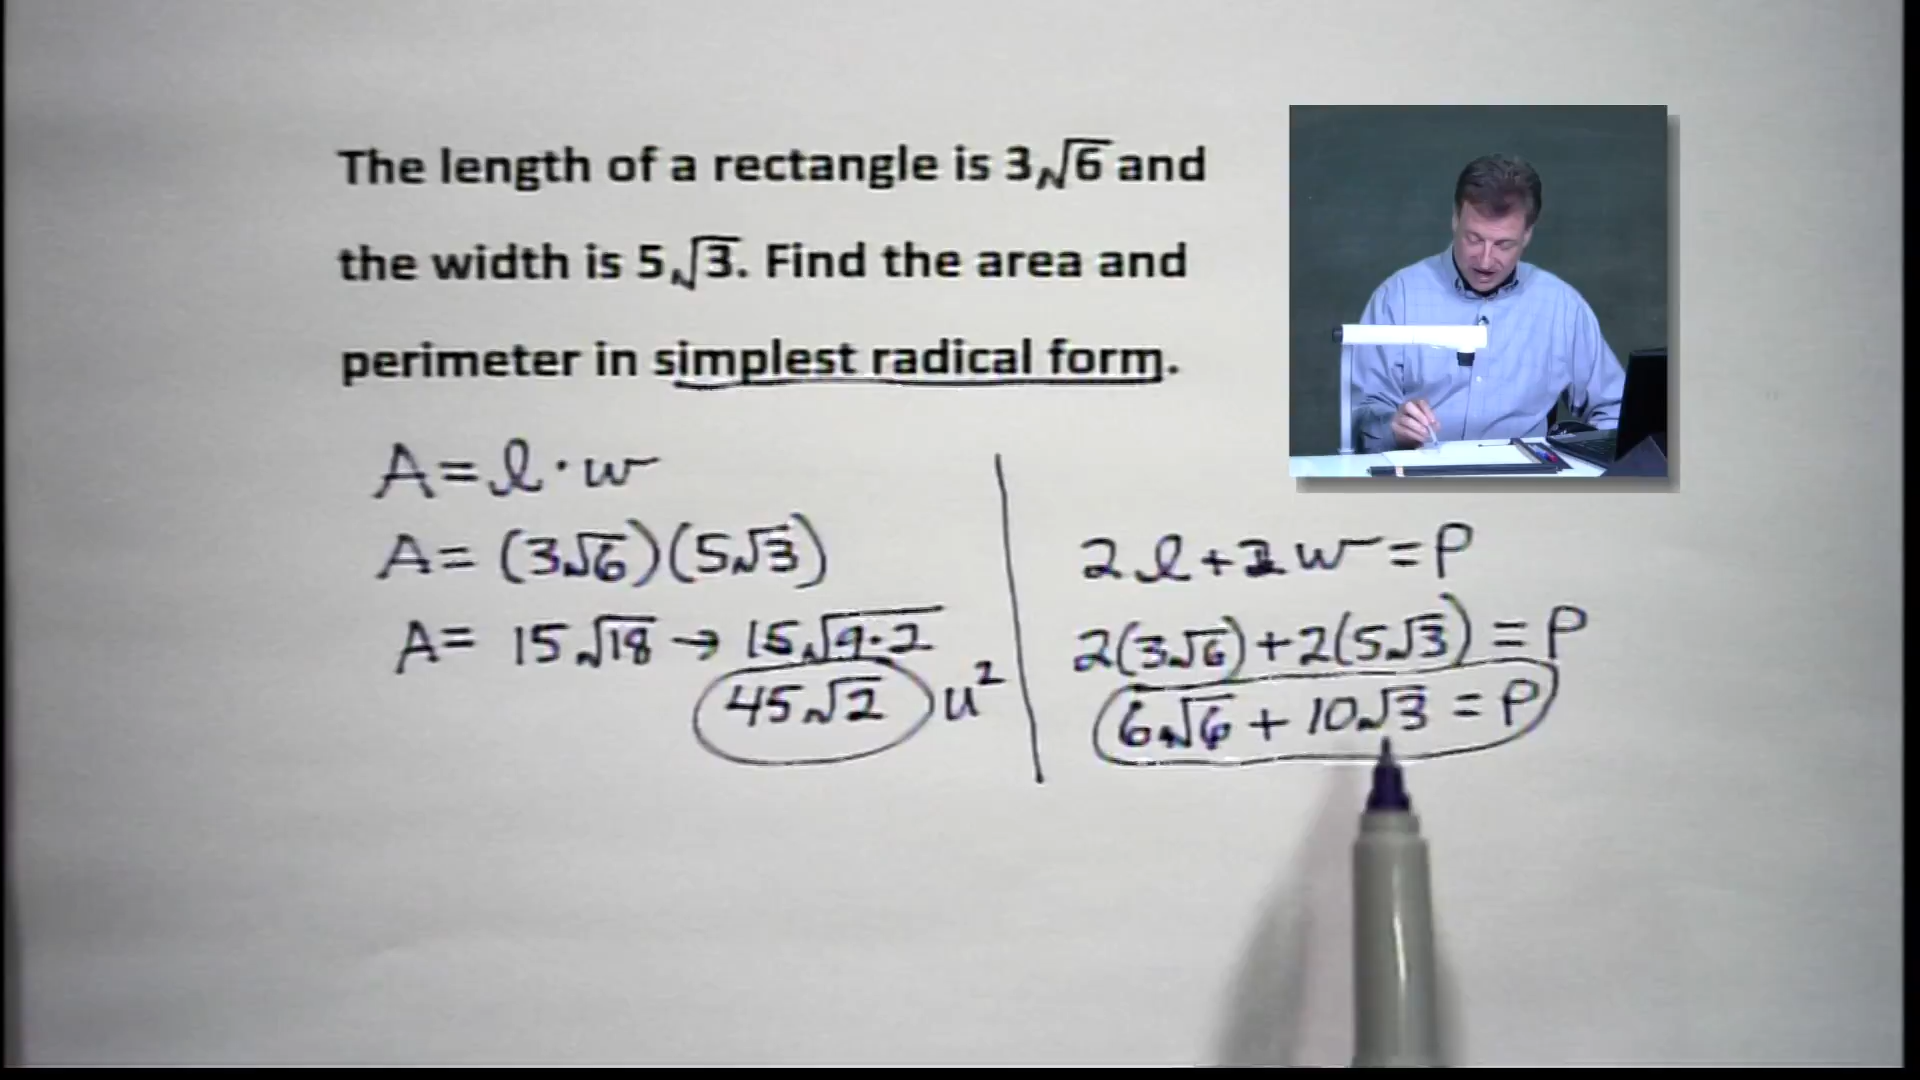 The length of a rectangle is 3√6 and
the width is 5√3. Find the area and
perimeter in simplest radical form.
A = l · w
A = (3√6)(5√3)
A = 15√18 → 15√9·2
45√2 u²
2l + 2w = P
2(3√6) + 2(5√3) = P
6√6 + 10√3 = P